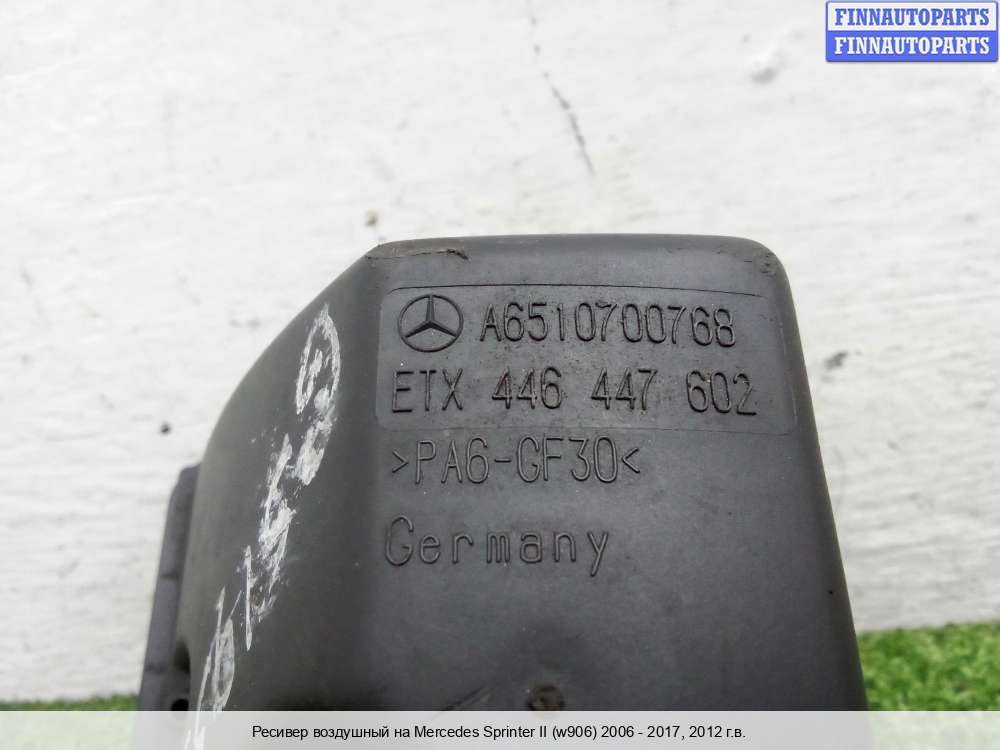 FINNAUTOPARTS
FINNAUTOPARTS
A6510700768
ETX 446 447 602
>PA6-GF30<
Germany
Ресивер воздушный на Mercedes Sprinter II (w906) 2006 - 2017, 2012 г.в.